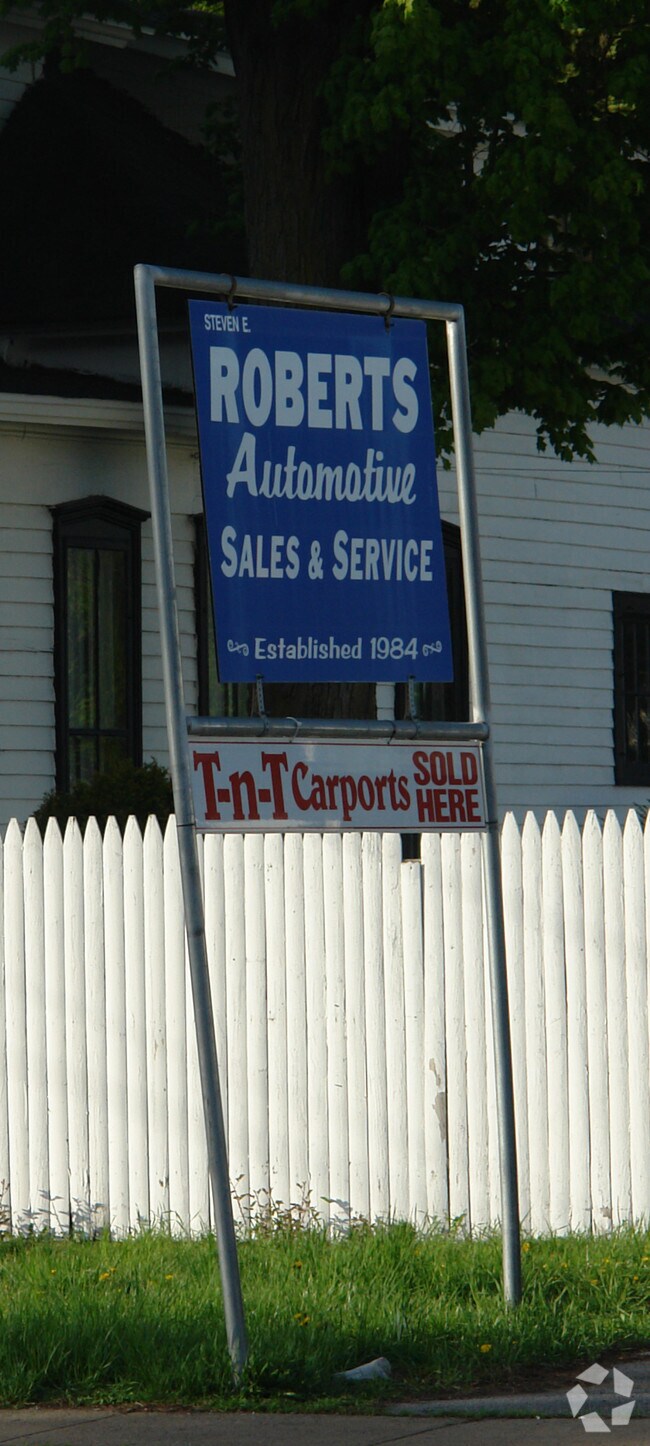 STEVEN E.
ROBERTS
Automotive
SALES & SERVICE
Established 1984
T-n-T Carports SOLD HERE